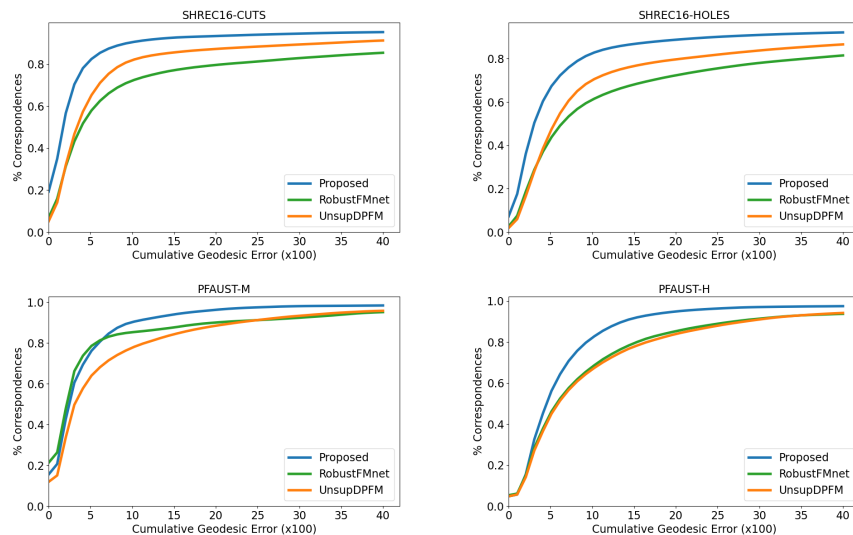 SHREC16-CUTS
% Correspondences
0.8
0.6
0.4
0.2
0.0
0 5 10 15 20 25 30 35 40
Cumulative Geodesic Error (x100)
Proposed
RobustFMnet
UnsupDPFM
SHREC16-HOLES
% Correspondences
0.8
0.6
0.4
0.2
0.0
0 5 10 15 20 25 30 35 40
Cumulative Geodesic Error (x100)
Proposed
RobustFMnet
UnsupDPFM
PFAUST-M
% Correspondences
1.0
0.8
0.6
0.4
0.2
0.0
0 5 10 15 20 25 30 35 40
Cumulative Geodesic Error (x100)
Proposed
RobustFMnet
UnsupDPFM
PFAUST-H
% Correspondences
1.0
0.8
0.6
0.4
0.2
0.0
0 5 10 15 20 25 30 35 40
Cumulative Geodesic Error (x100)
Proposed
RobustFMnet
UnsupDPFM